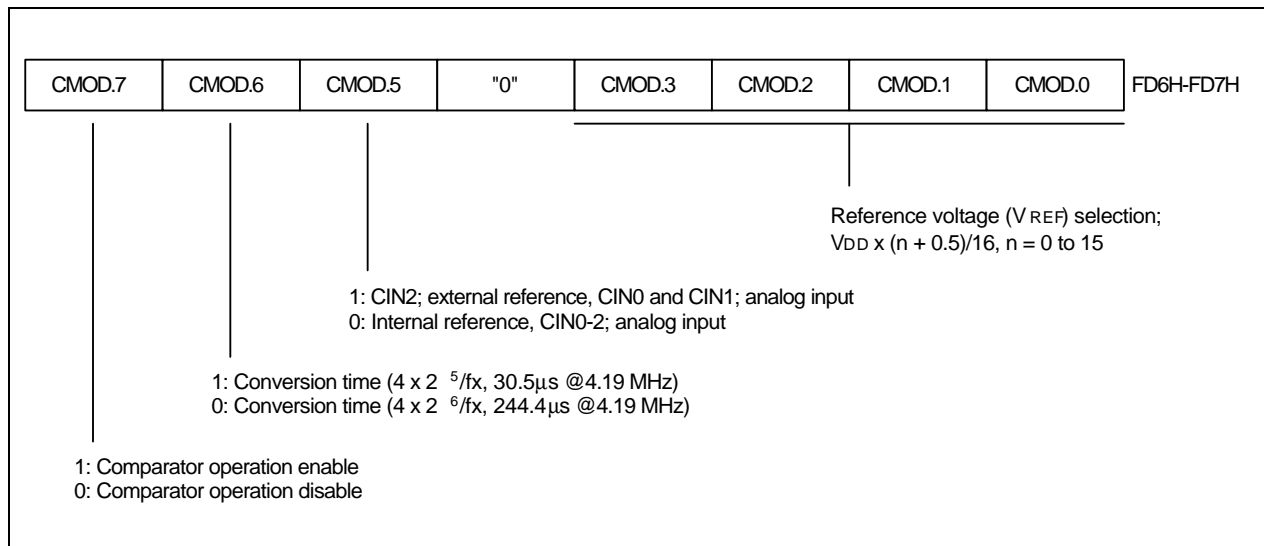 CMOD.7 CMOD.6 CMOD.5 "0" CMOD.3 CMOD.2 CMOD.1 CMOD.0 FD6H-FD7H
Reference voltage (VREF) selection;
VDD x (n + 0.5)/16, n = 0 to 15
1: CIN2; external reference, CIN0 and CIN1; analog input
0: Internal reference, CIN0-2; analog input
1: Conversion time (4 x 2 ⁵/fx, 30.5μs @4.19 MHz)
0: Conversion time (4 x 2 ⁶/fx, 244.4μs @4.19 MHz)
1: Comparator operation enable
0: Comparator operation disable